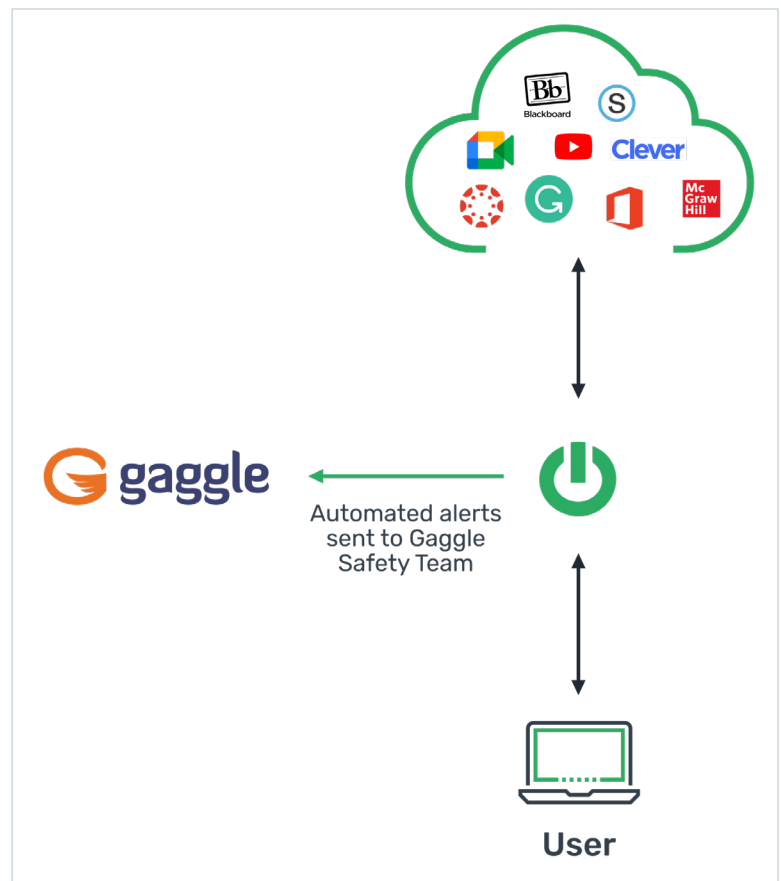 Bb
Blackboard
S
Clever
G
Mc
Graw
Hill
gaggle
Automated alerts
sent to Gaggle
Safety Team
User